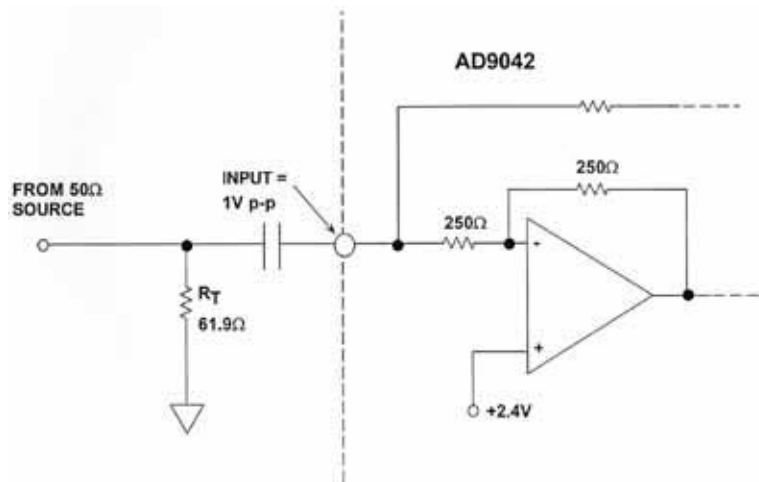 AD9042
250Ω
FROM 50Ω
SOURCE
INPUT =
1V p-p
250Ω
-
RT
61.9Ω
+
+2.4V